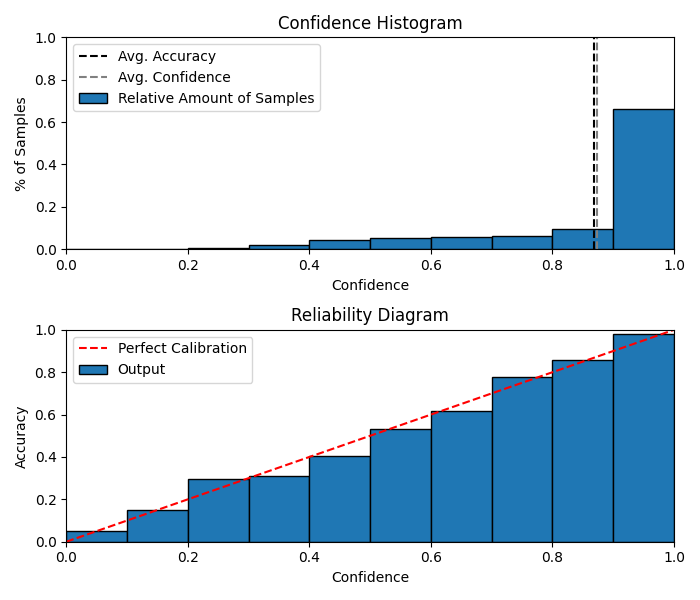 Confidence Histogram
1.0
0.8
0.6
0.4
0.2
0.0
% of Samples
Avg. Accuracy
Avg. Confidence
Relative Amount of Samples
0.0 0.2 0.4 0.6 0.8 1.0
Confidence
Reliability Diagram
1.0
0.8
0.6
0.4
0.2
0.0
Accuracy
Perfect Calibration
Output
0.0 0.2 0.4 0.6 0.8 1.0
Confidence